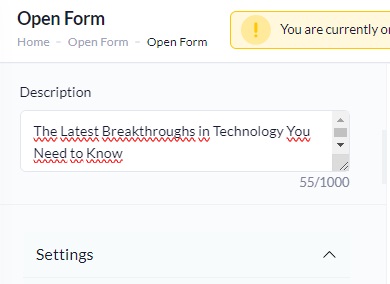 Open Form
You are currently
Home - Open Form - Open Form
Description
The Latest Breakthroughs in Technology You
Need to Know
55/1000
Settings